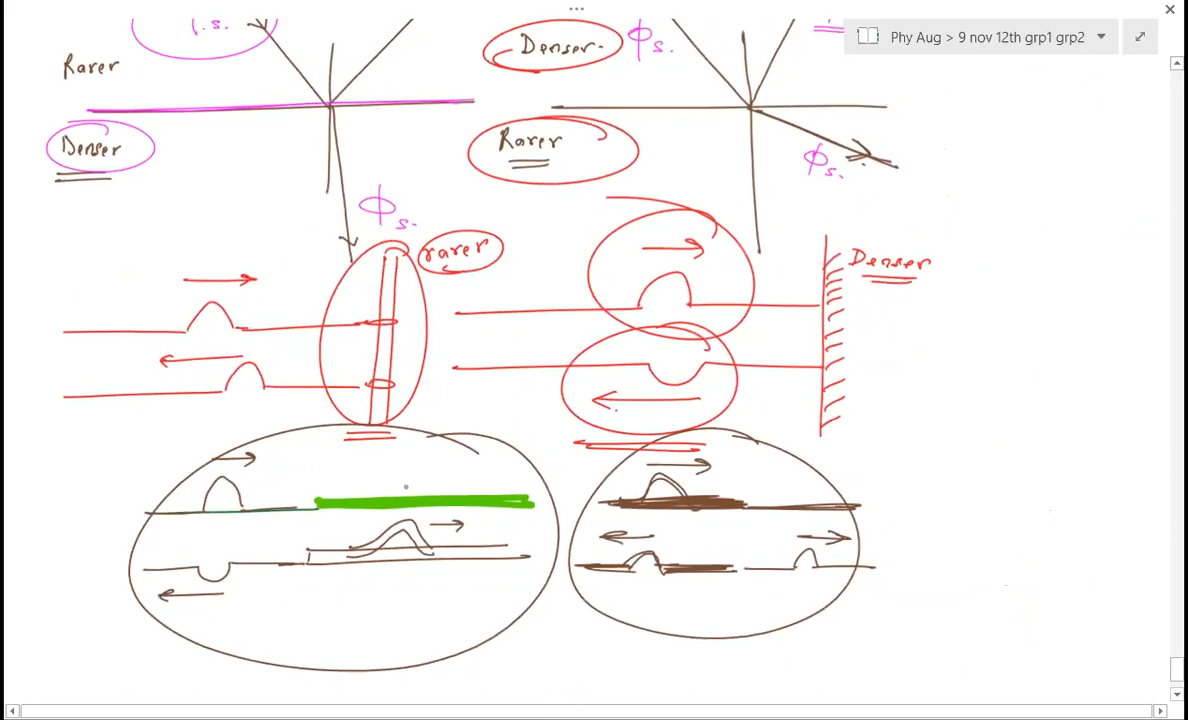 Phy Aug > 9 nov 12th grp1 grp2
Rarer
Denser
Denser
ϕs.
Rarer
ϕs.
ϕs.
rarer
Denser